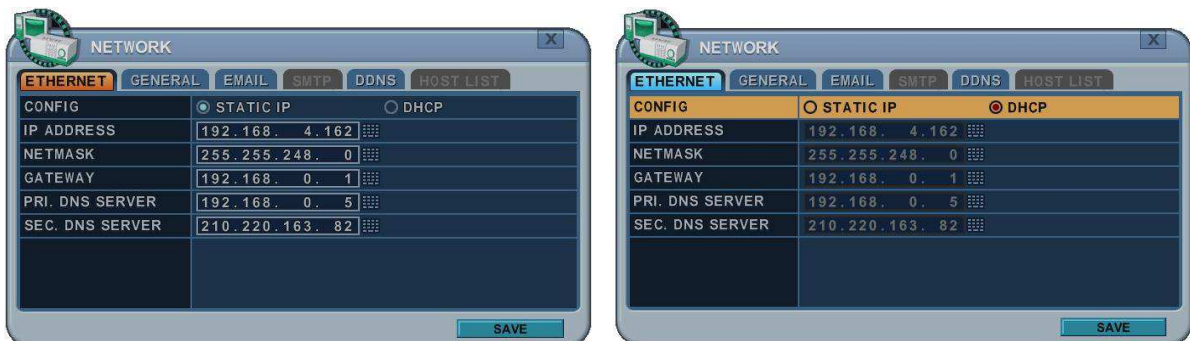 NETWORK X
ETHERNET GENERAL EMAIL SMTP DDNS HOST LIST
CONFIG STATIC IP DHCP
IP ADDRESS 192.168. 4.162
NETMASK 255.255.248. 0
GATEWAY 192.168. 0. 1
PRI. DNS SERVER 192.168. 0. 5
SEC. DNS SERVER 210.220.163. 82
SAVE
NETWORK X
ETHERNET GENERAL EMAIL SMTP DDNS HOST LIST
CONFIG STATIC IP DHCP
IP ADDRESS 192.168. 4.162
NETMASK 255.255.248. 0
GATEWAY 192.168. 0. 1
PRI. DNS SERVER 192.168. 0. 5
SEC. DNS SERVER 210.220.163. 82
SAVE